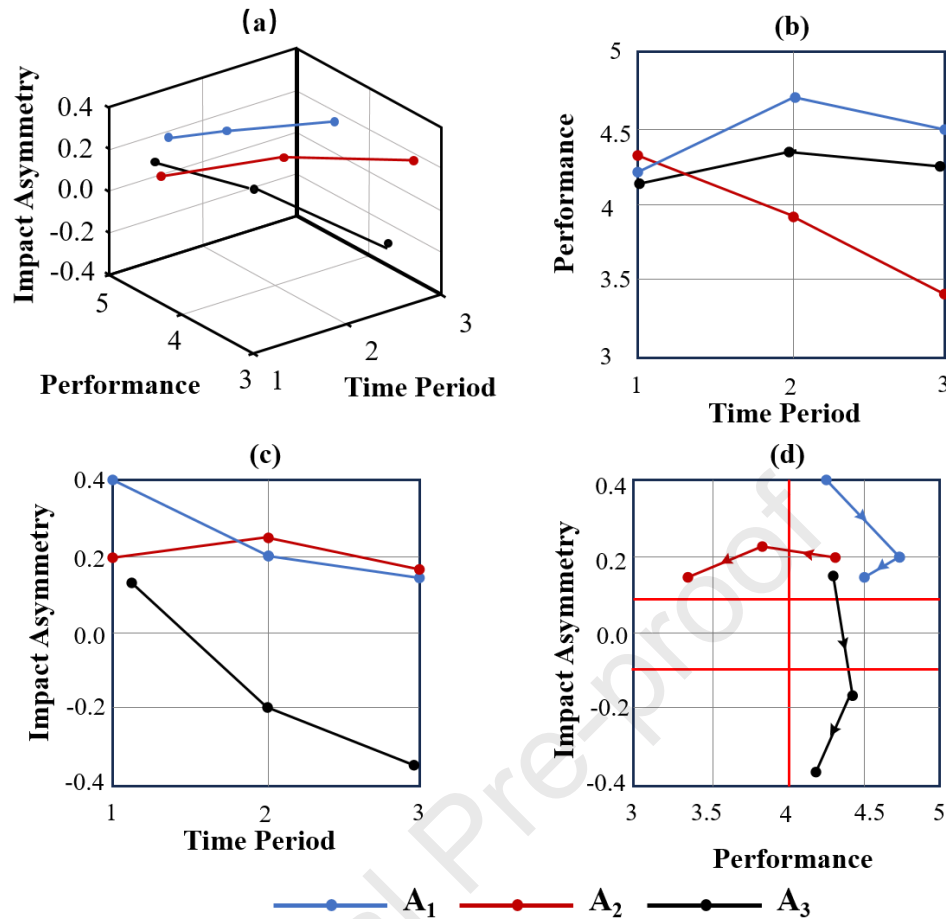 (a)
Impact Asymmetry
0.4
0.2
0.0
-0.2
-0.4
5
4
3
1
2
3
Performance
Time Period
(b)
Performance
5
4.5
4
3.5
3
1
2
3
Time Period
(c)
Impact Asymmetry
0.4
0.2
0.0
-0.2
-0.4
1
2
3
Time Period
(d)
Impact Asymmetry
0.4
0.2
0.0
-0.2
-0.4
3
3.5
4
4.5
5
Performance
A1
A2
A3
l Pre-proof